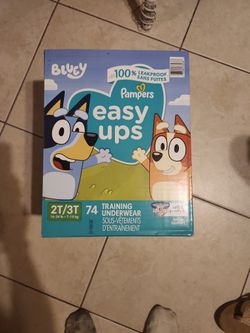 BLUEY
100% LEAKPROOF
SANS FUITES
Pampers
easy
ups
2T/3T
74
TRAINING
UNDERWEAR
SOUS-VÊTEMENTS
D'ENTRAÎNEMENT